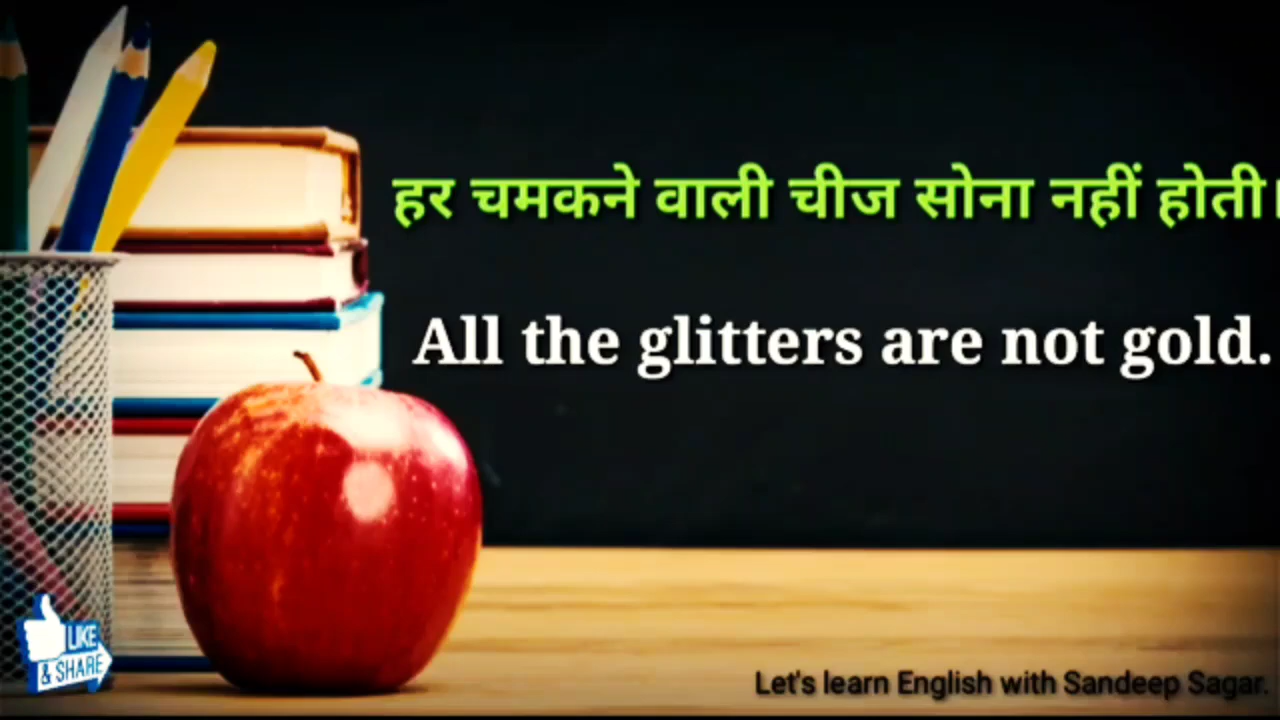 हर चमकने वाली चीज सोना नहीं होती।
All the glitters are not gold.
LIKE
& SHARE
Let's learn English with Sandeep Sagar.